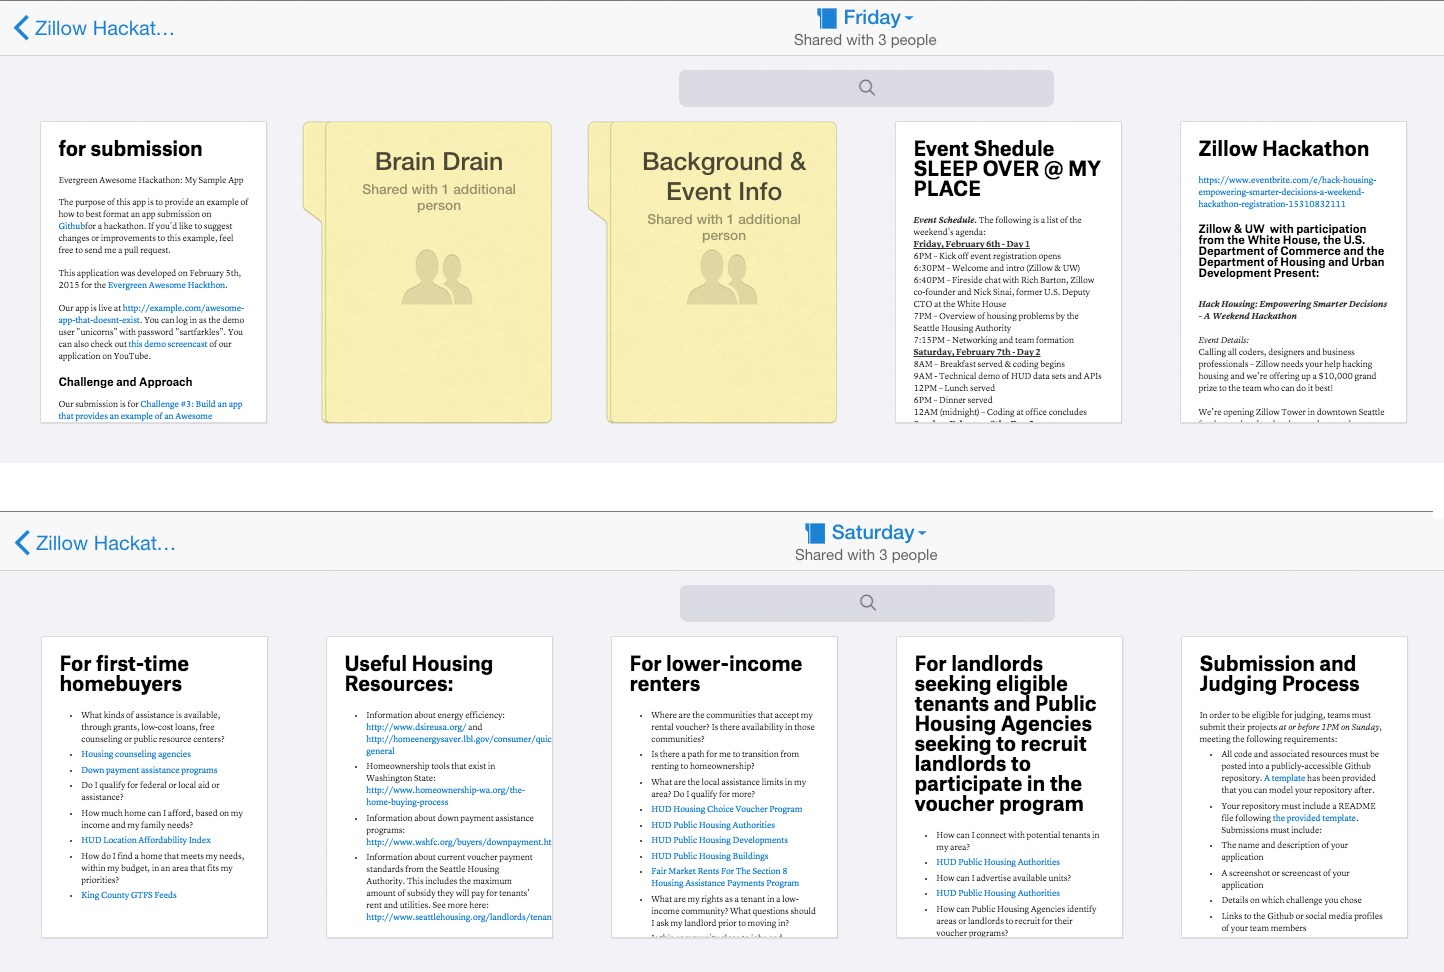 Zillow Hackat...
Friday
Shared with 3 people
for submission
Evergreen Awesome Hackathon: My Sample App
The purpose of this app is to provide an example of
how to best format an app submission on
Githubfor a hackathon. If you'd like to suggest
changes or improvements to this example, feel
free to send me a pull request.
This application was developed on February 5th,
2015 for the Evergreen Awesome Hackthon.
Our app is live at http://example.com/awesome-
app-that-doesnt-exist. You can log in as the demo
user "unicorns" with password "sartfarkles". You
can also check out this demo screencast of our
application on YouTube.
Challenge and Approach
Our submission is for Challenge #3: Build an app
that provides an example of an Awesome
Brain Drain
Shared with 1 additional
person
Background &
Event Info
Shared with 1 additional
person
Event Shedule
SLEEP OVER @ MY
PLACE
Event Schedule. The following is a list of the
weekend's agenda:
Friday, February 6th - Day 1
6PM – Kick off event registration opens
6:30PM – Welcome and intro (Zillow & UW)
6:40PM – Fireside chat with Rich Barton, Zillow
co-founder and Nick Sinai, former U.S. Deputy
CTO at the White House
7PM – Overview of housing problems by the
Seattle Housing Authority
7:15PM – Networking and team formation
Saturday, February 7th - Day 2
8AM – Breakfast served & coding begins
9AM - Technical demo of HUD data sets and APIs
12PM – Lunch served
6PM – Dinner served
12AM (midnight) – Coding at office concludes
Zillow Hackathon
https://www.eventbrite.com/e/hack-housing-
empowering-smarter-decisions-a-weekend-
hackathon-registration-15310832111
Zillow & UW with participation
from the White House, the U.S.
Department of Commerce and the
Department of Housing and Urban
Development Present:
Hack Housing: Empowering Smarter Decisions
– A Weekend Hackathon
Event Details:
Calling all coders, designers and business
professionals – Zillow needs your help hacking
housing and we're offering up a $10,000 grand
prize to the team who can do it best!
We're opening Zillow Tower in downtown Seattle
Zillow Hackat...
Saturday
Shared with 3 people
For first-time
homebuyers
• What kinds of assistance is available,
through grants, low-cost loans, free
counseling or public resource centers?
• Housing counseling agencies
• Down payment assistance programs
• Do I qualify for federal or local aid or
assistance?
• How much home can I afford, based on my
income and my family needs?
• HUD Location Affordability Index
• How do I find a home that meets my needs,
within my budget, in an area that fits my
priorities?
• King County GTFS Feeds
Useful Housing
Resources:
• Information about energy efficiency:
http://www.dsireusa.org/ and
http://homeenergysaver.lbl.gov/consumer/quic
general
• Homeownership tools that exist in
Washington State:
http://www.homeownership-wa.org/the-
home-buying-process
• Information about down payment assistance
programs:
http://www.wshfc.org/buyers/downpayment.ht
• Information about current voucher payment
standards from the Seattle Housing
Authority. This includes the maximum
amount of subsidy they will pay for tenants'
rent and utilities. See more here:
http://www.seattlehousing.org/landlords/tenan
For lower-income
renters
• Where are the communities that accept my
rental voucher? Is there availability in those
communities?
• Is there a path for me to transition from
renting to homeownership?
• What are the local assistance limits in my
area? Do I qualify for more?
• HUD Housing Choice Voucher Program
• HUD Public Housing Authorities
• HUD Public Housing Developments
• HUD Public Housing Buildings
• Fair Market Rents For The Section 8
Housing Assistance Payments Program
• What are my rights as a tenant in a low-
income community? What questions should
I ask my landlord prior to moving in?
For landlords
seeking eligible
tenants and Public
Housing Agencies
seeking to recruit
landlords to
participate in the
voucher program
• How can I connect with potential tenants in
my area?
• HUD Public Housing Authorities
• How can I advertise available units?
• HUD Public Housing Authorities
• How can Public Housing Agencies identify
areas or landlords to recruit for their
voucher programs?
Submission and
Judging Process
In order to be eligible for judging, teams must
submit their projects at or before 1PM on Sunday,
meeting the following requirements:
• All code and associated resources must be
posted into a publicly-accessible Github
repository. A template has been provided
that you can model your repository after.
• Your repository must include a README
file following the provided template.
Submissions must include:
• The name and description of your
application
• A screenshot or screencast of your
application
• Details on which challenge you chose
• Links to the Github or social media profiles
of your team members